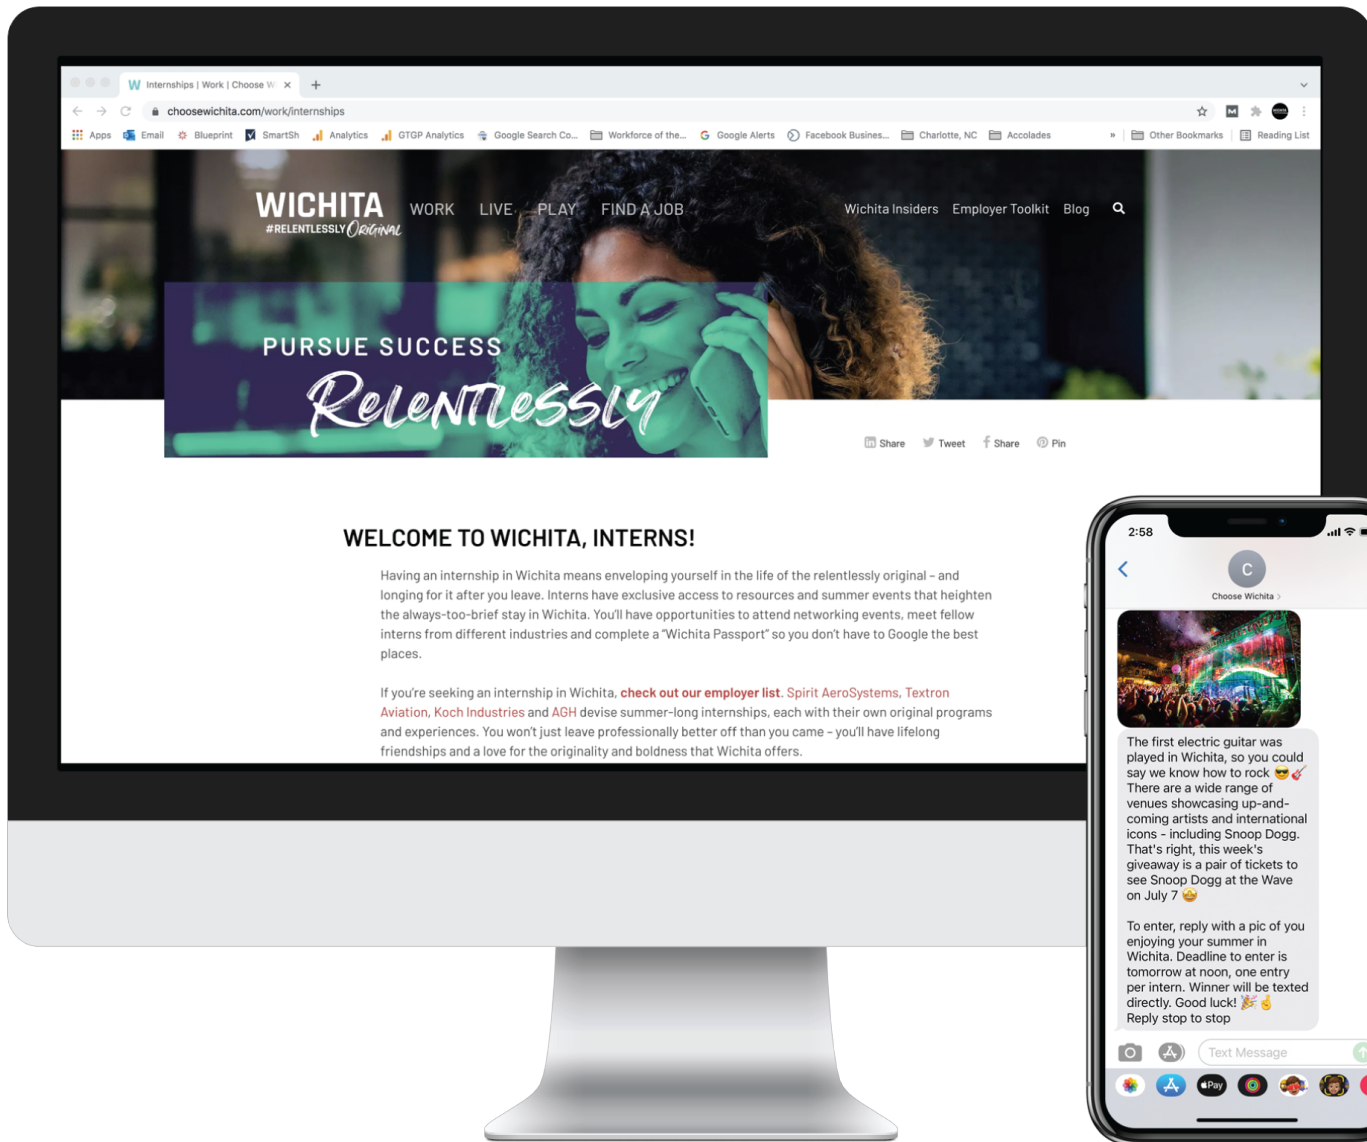 Internships | Work | Choose Wi
choosewichita.com/work/internships
Apps Email Blueprint SmartSh Analytics GTGP Analytics Google Search Co... Workforce of the... Google Alerts Facebook Busines... Charlotte, NC Accolades » Other Bookmarks Reading List
WICHITA WORK LIVE PLAY FIND A JOB Wichita Insiders Employer Toolkit Blog
#RELENTLESSLY Original
PURSUE SUCCESS
RELENTLESSLY
Share Tweet Share Pin
WELCOME TO WICHITA, INTERNS!
Having an internship in Wichita means enveloping yourself in the life of the relentlessly original – and
longing for it after you leave. Interns have exclusive access to resources and summer events that heighten
the always-too-brief stay in Wichita. You'll have opportunities to attend networking events, meet fellow
interns from different industries and complete a "Wichita Passport" so you don't have to Google the best
places.
If you're seeking an internship in Wichita, check out our employer list. Spirit AeroSystems, Textron
Aviation, Koch Industries and AGH devise summer-long internships, each with their own original programs
and experiences. You won't just leave professionally better off than you came – you'll have lifelong
friendships and a love for the originality and boldness that Wichita offers.
2:58
C
Choose Wichita >
The first electric guitar was
played in Wichita, so you could
say we know how to rock 😎🎸
There are a wide range of
venues showcasing up-and-
coming artists and international
icons - including Snoop Dogg.
That's right, this week's
giveaway is a pair of tickets to
see Snoop Dogg at the Wave
on July 7 🤩
To enter, reply with a pic of you
enjoying your summer in
Wichita. Deadline to enter is
tomorrow at noon, one entry
per intern. Winner will be texted
directly. Good luck! 🎉🤞
Reply stop to stop
Text Message
Pay